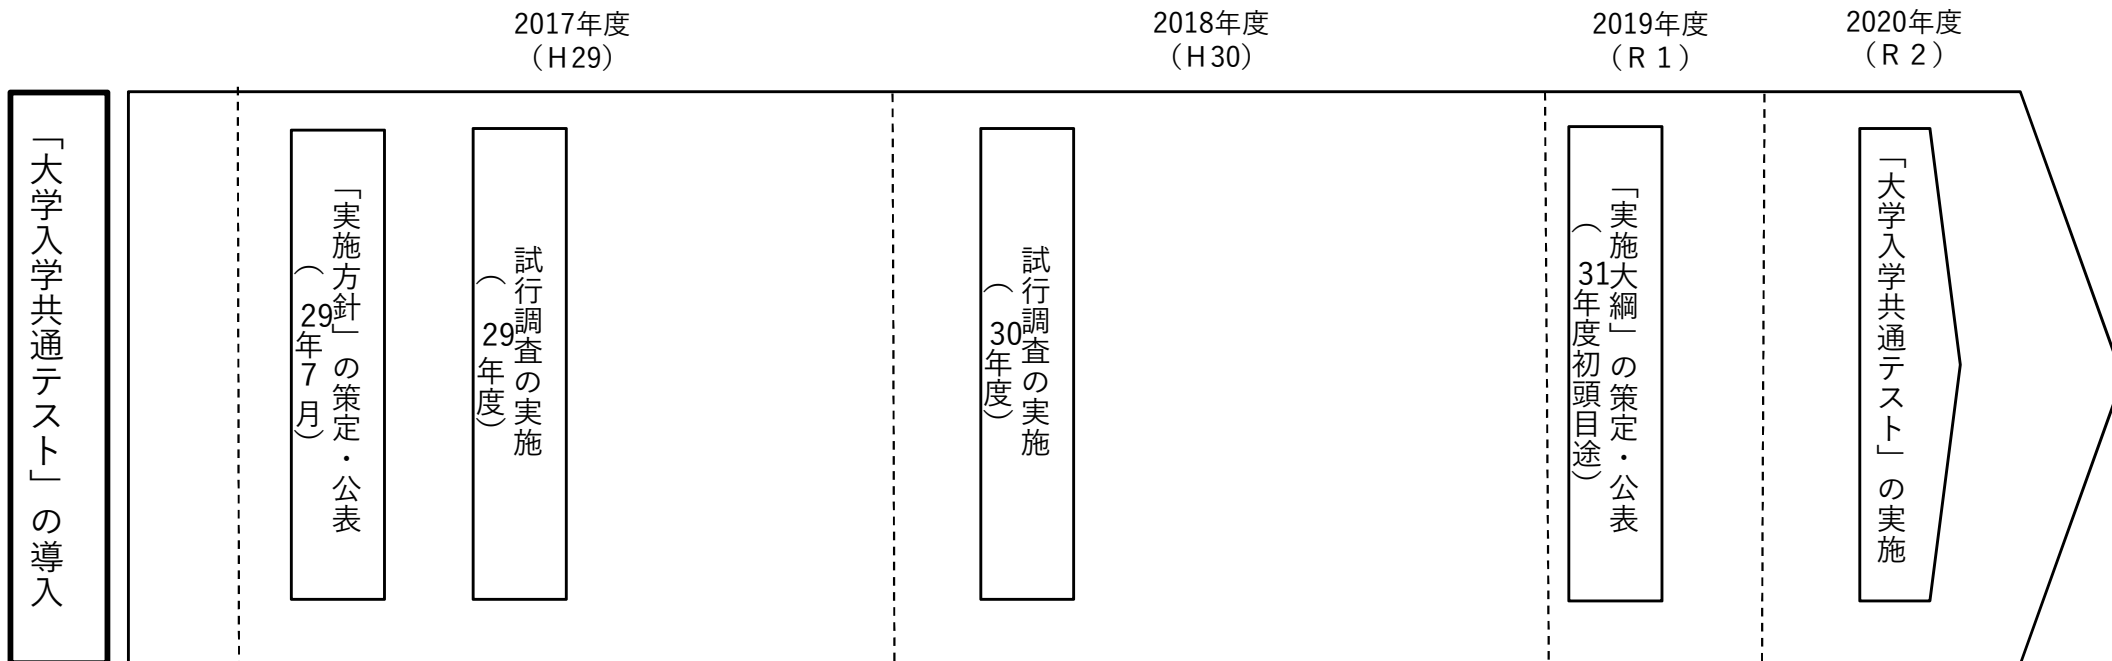 2017年度
（H29）
2018年度
（H30）
2019年度
（R１）
2020年度
（R２）
「大学入学共通テスト」の導入
「実施方針」の策定・公表
（29年７月）
試行調査の実施
（29年度）
試行調査の実施
（30年度）
「実施大綱」の策定・公表
（31年度初頭目途）
「大学入学共通テスト」の実施